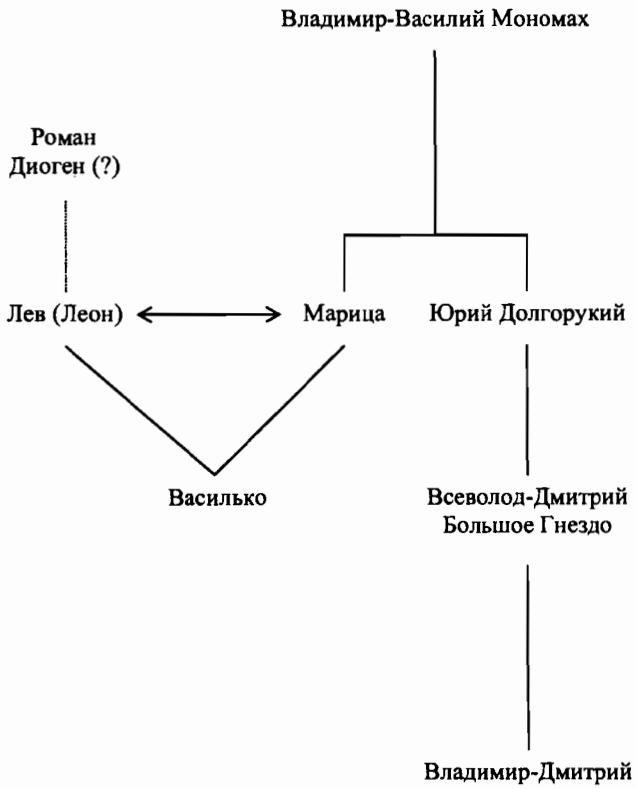 Владимир-Василий Мономах
Роман
Диоген (?)
Лев (Леон)
Марица
Юрий Долгорукий
Василько
Всеволод-Дмитрий
Большое Гнездо
Владимир-Дмитрий